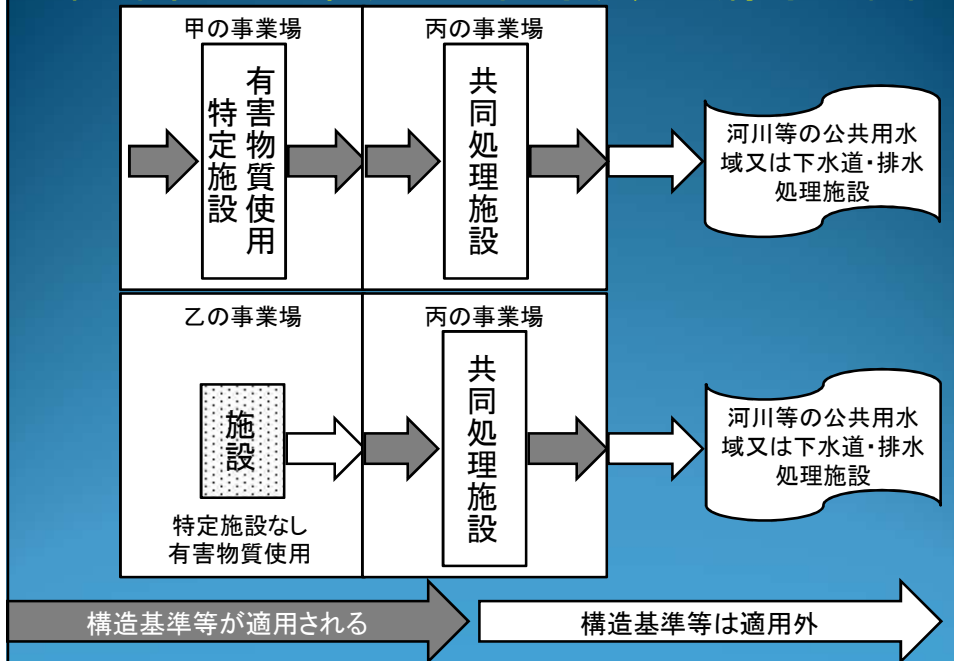 甲の事業場
丙の事業場
有害物質使用
特定施設
共同処理施設
河川等の公共用水
域又は下水道・排水
処理施設
乙の事業場
丙の事業場
施設
特定施設なし
有害物質使用
共同処理施設
河川等の公共用水
域又は下水道・排水
処理施設
構造基準等が適用される
構造基準等は適用外